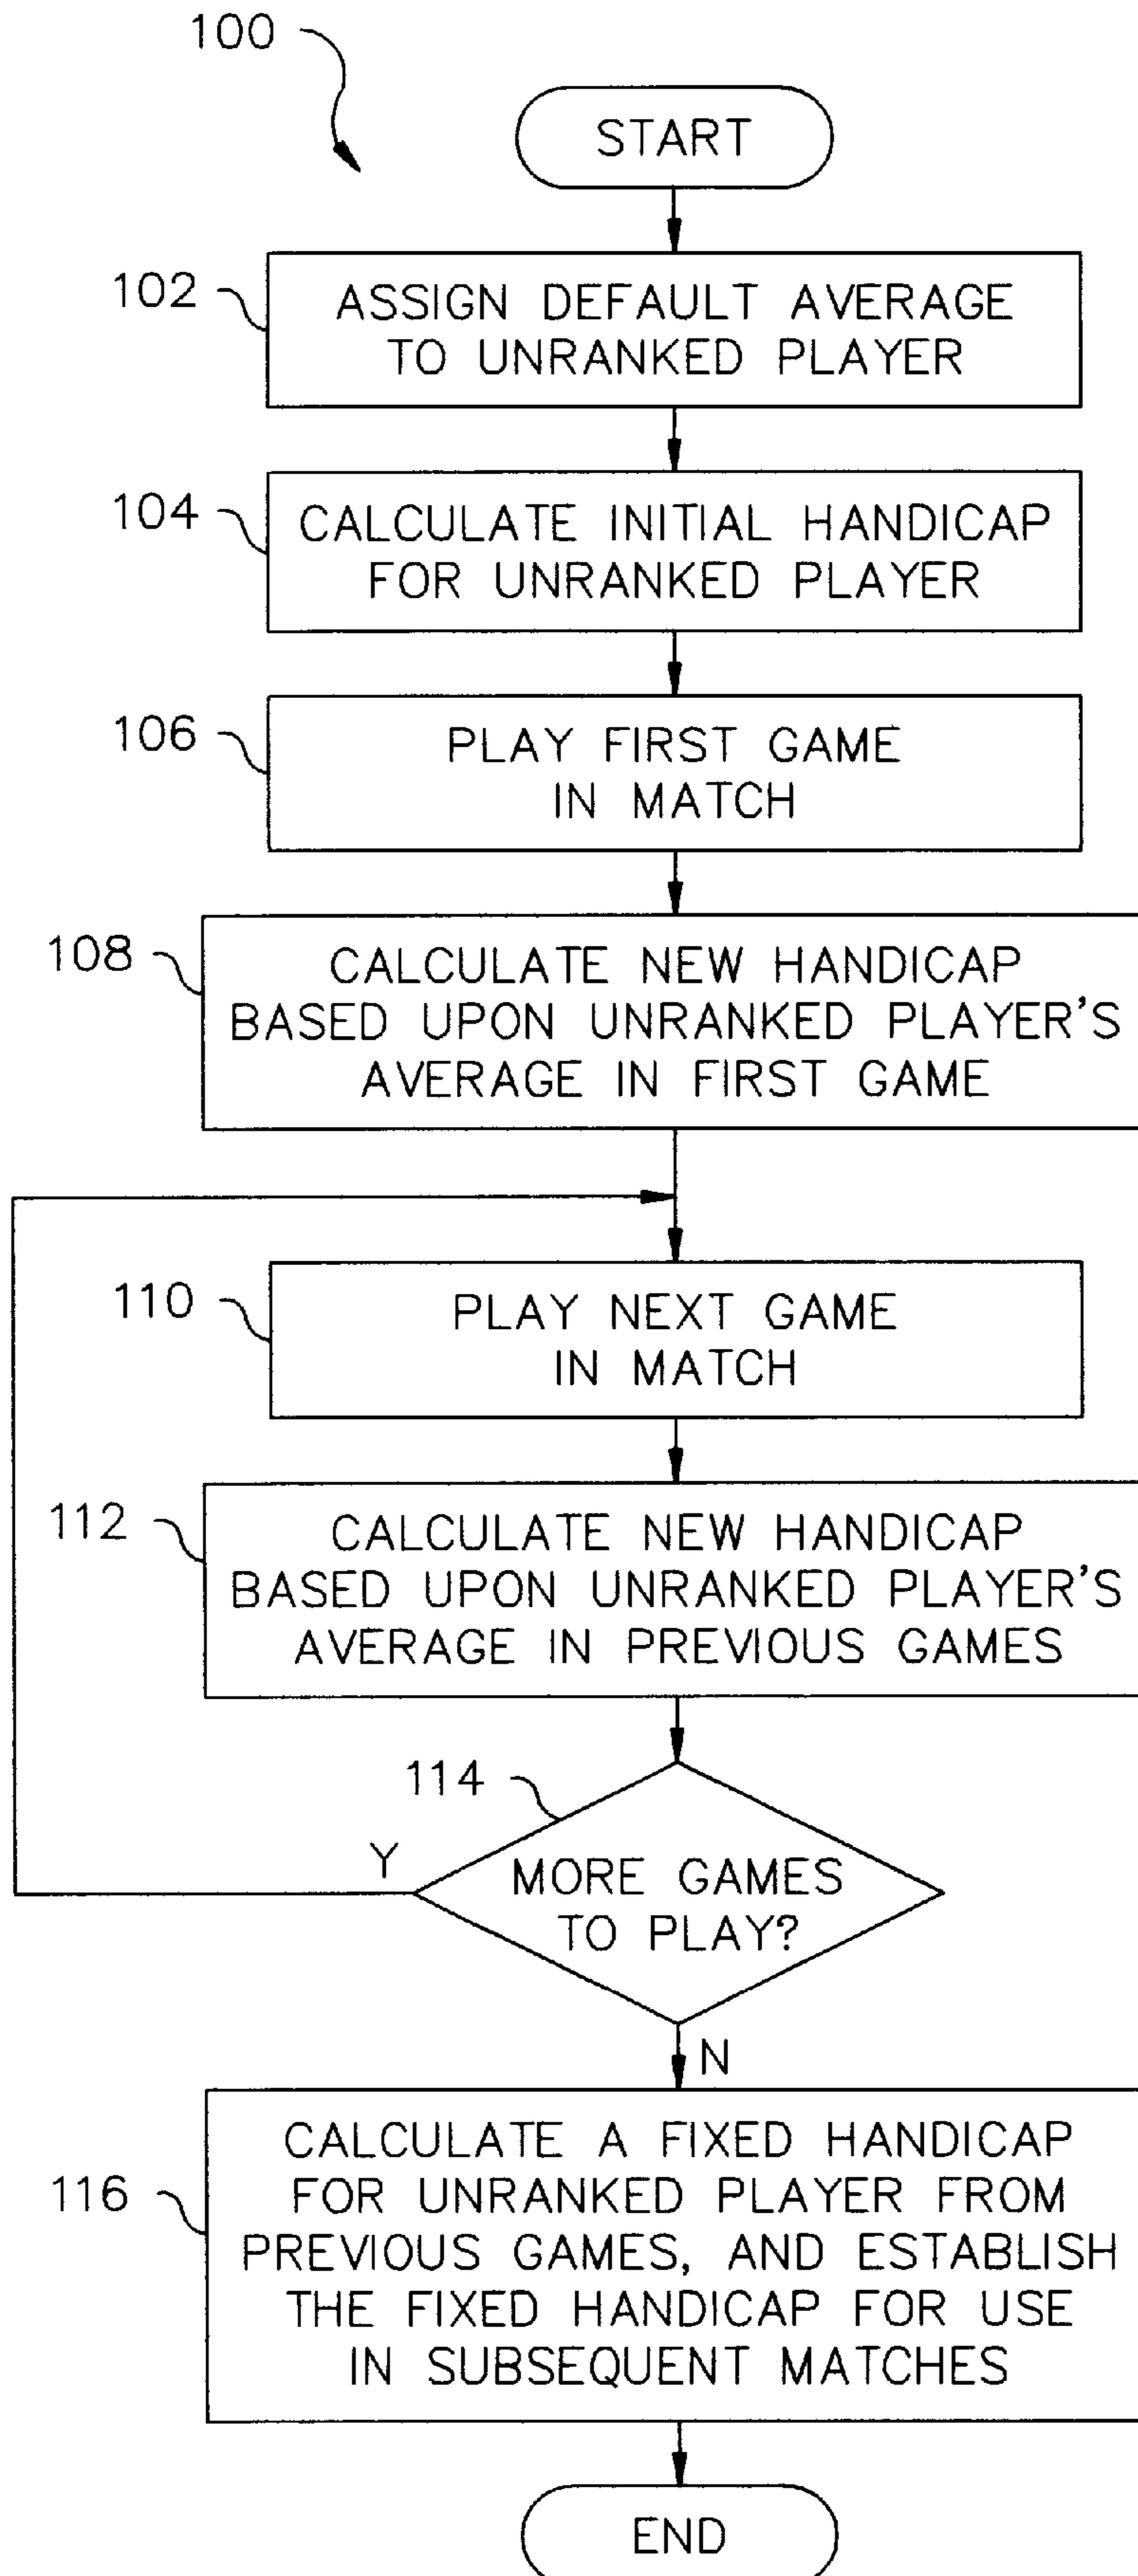 100
START
102
ASSIGN DEFAULT AVERAGE
TO UNRANKED PLAYER
104
CALCULATE INITIAL HANDICAP
FOR UNRANKED PLAYER
106
PLAY FIRST GAME
IN MATCH
108
CALCULATE NEW HANDICAP
BASED UPON UNRANKED PLAYER'S
AVERAGE IN FIRST GAME
110
PLAY NEXT GAME
IN MATCH
112
CALCULATE NEW HANDICAP
BASED UPON UNRANKED PLAYER'S
AVERAGE IN PREVIOUS GAMES
114
Y
MORE GAMES
TO PLAY?
N
116
CALCULATE A FIXED HANDICAP
FOR UNRANKED PLAYER FROM
PREVIOUS GAMES, AND ESTABLISH
THE FIXED HANDICAP FOR USE
IN SUBSEQUENT MATCHES
END